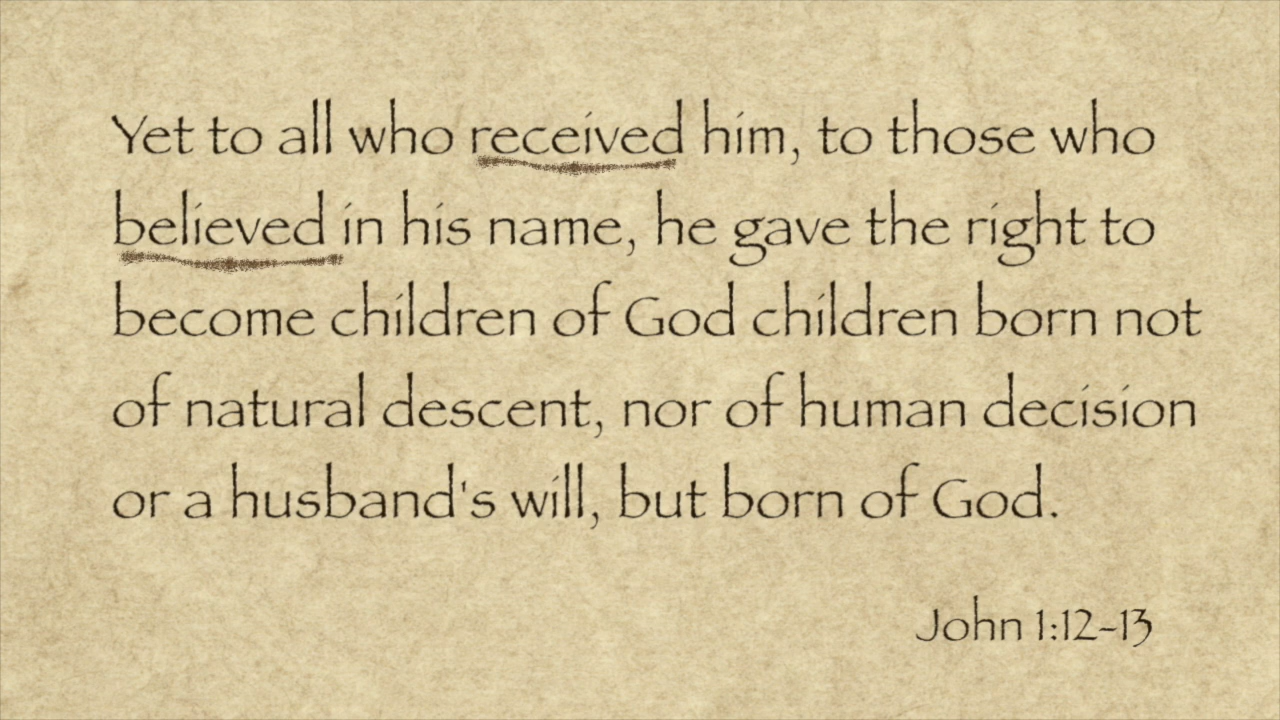 Yet to all who received him, to those who
believed in his name, he gave the right to
become children of God children born not
of natural descent, nor of human decision
or a husband's will, but born of God.
John 1:12-13